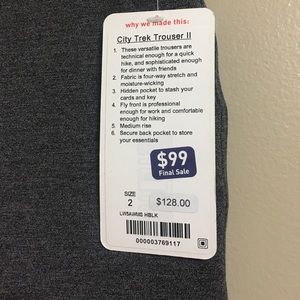 why we made this:
City Trek Trouser II
1. These versatile trousers are
technical enough for a quick
hike, and sophisticated enough
for dinner with friends
2. Fabric is four-way stretch and
moisture-wicking
3. Hidden pocket to stash your
cards and key
4. Fly front is professional
enough for work and comfortable
enough for hiking
5. Medium rise
6. Secure back pocket to store
your essentials
$99
Final Sale
SIZE
2
$128.00
LW5AWMS HBLK
000003769117